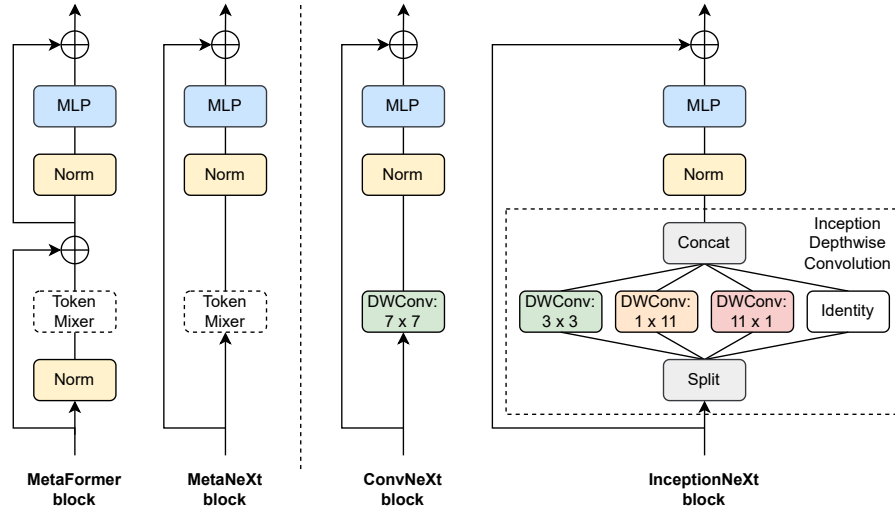 MLP
Norm
Token
Mixer
Norm
MetaFormer
block
MLP
Norm
Token
Mixer
MetaNeXt
block
MLP
Norm
DWConv:
7 x 7
ConvNeXt
block
MLP
Norm
Inception
Depthwise
Convolution
Concat
DWConv:
3 x 3
DWConv:
1 x 11
DWConv:
11 x 1
Identity
Split
InceptionNeXt
block